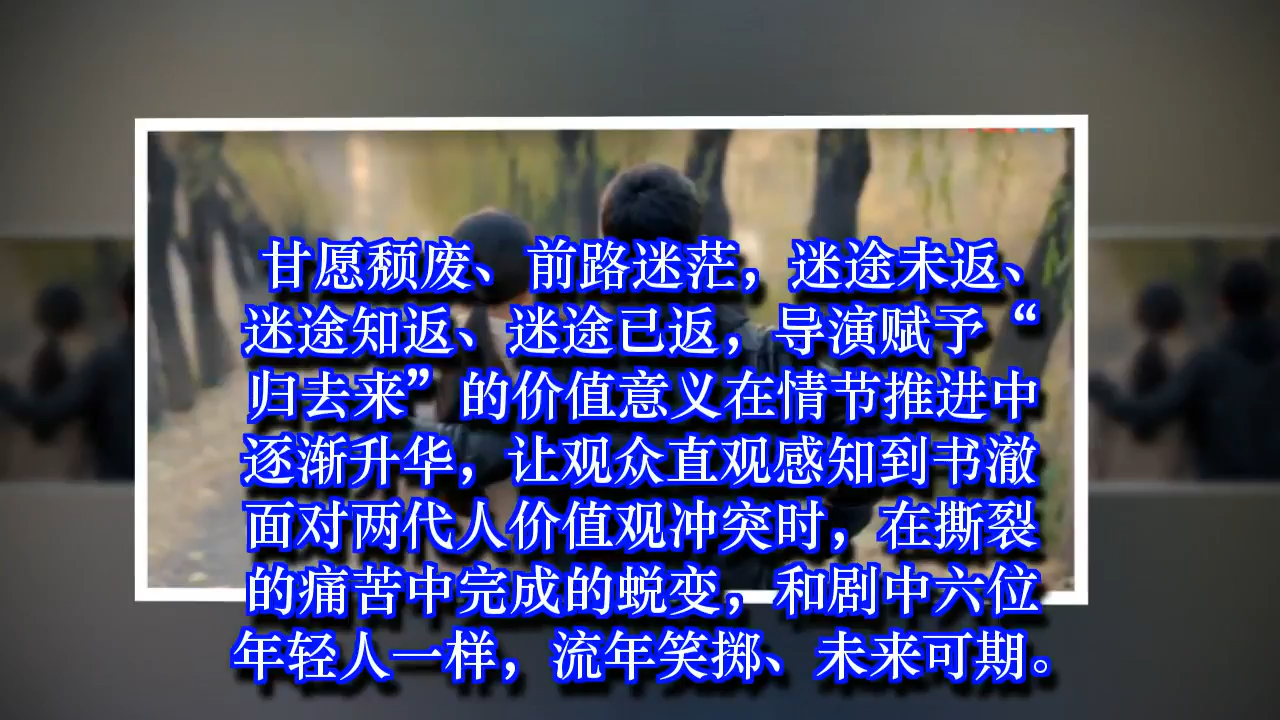 甘愿颓废、前路迷茫，迷途未返、
迷途知返、迷途已返，导演赋予“
归去来”的价值意义在情节推进中
逐渐升华，让观众直观感知到书澈
面对两代人价值观冲突时，在撕裂
的痛苦中完成的蜕变，和剧中六位
年轻人一样，流年笑掷、未来可期。